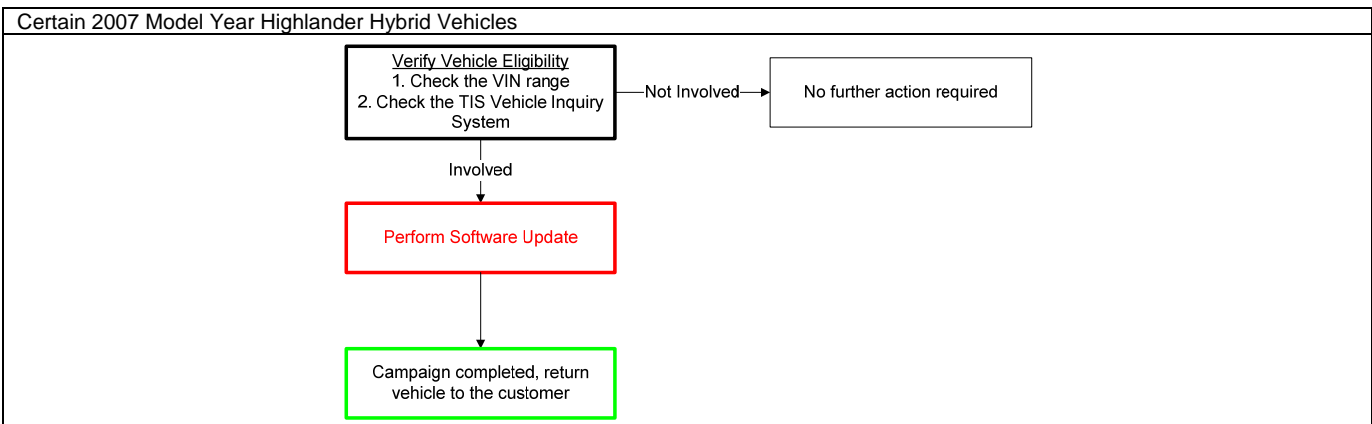 Certain 2007 Model Year Highlander Hybrid Vehicles
Verify Vehicle Eligibility
1. Check the VIN range
2. Check the TIS Vehicle Inquiry
System
Not Involved
No further action required
Involved
Perform Software Update
Campaign completed, return
vehicle to the customer